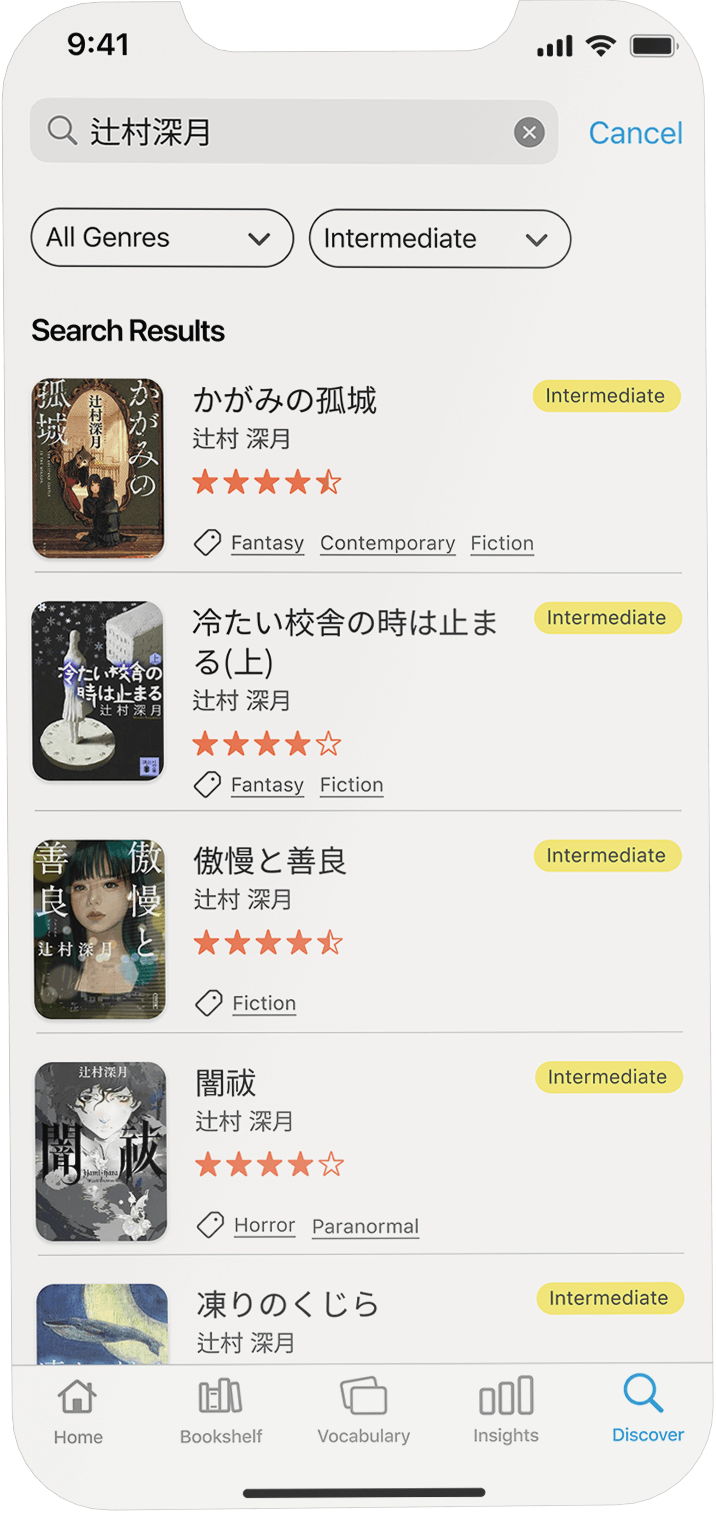 9:41
辻村深月
Cancel
All Genres
Intermediate
Search Results
かがみの
孤城
辻村深月
かがみの孤城
Intermediate
辻村 深月
Fantasy Contemporary Fiction
冷たい校舎の
時は止まる
上
辻村深月
冷たい校舎の時は止ま
る(上)
Intermediate
辻村 深月
Fantasy Fiction
傲慢と
善良
辻村深月
傲慢と善良
Intermediate
辻村 深月
Fiction
辻村深月
闇祓
Yami-hara
闇祓
Intermediate
辻村 深月
Horror Paranormal
凍りのくじら
Intermediate
辻村 深月
Home
Bookshelf
Vocabulary
Insights
Discover